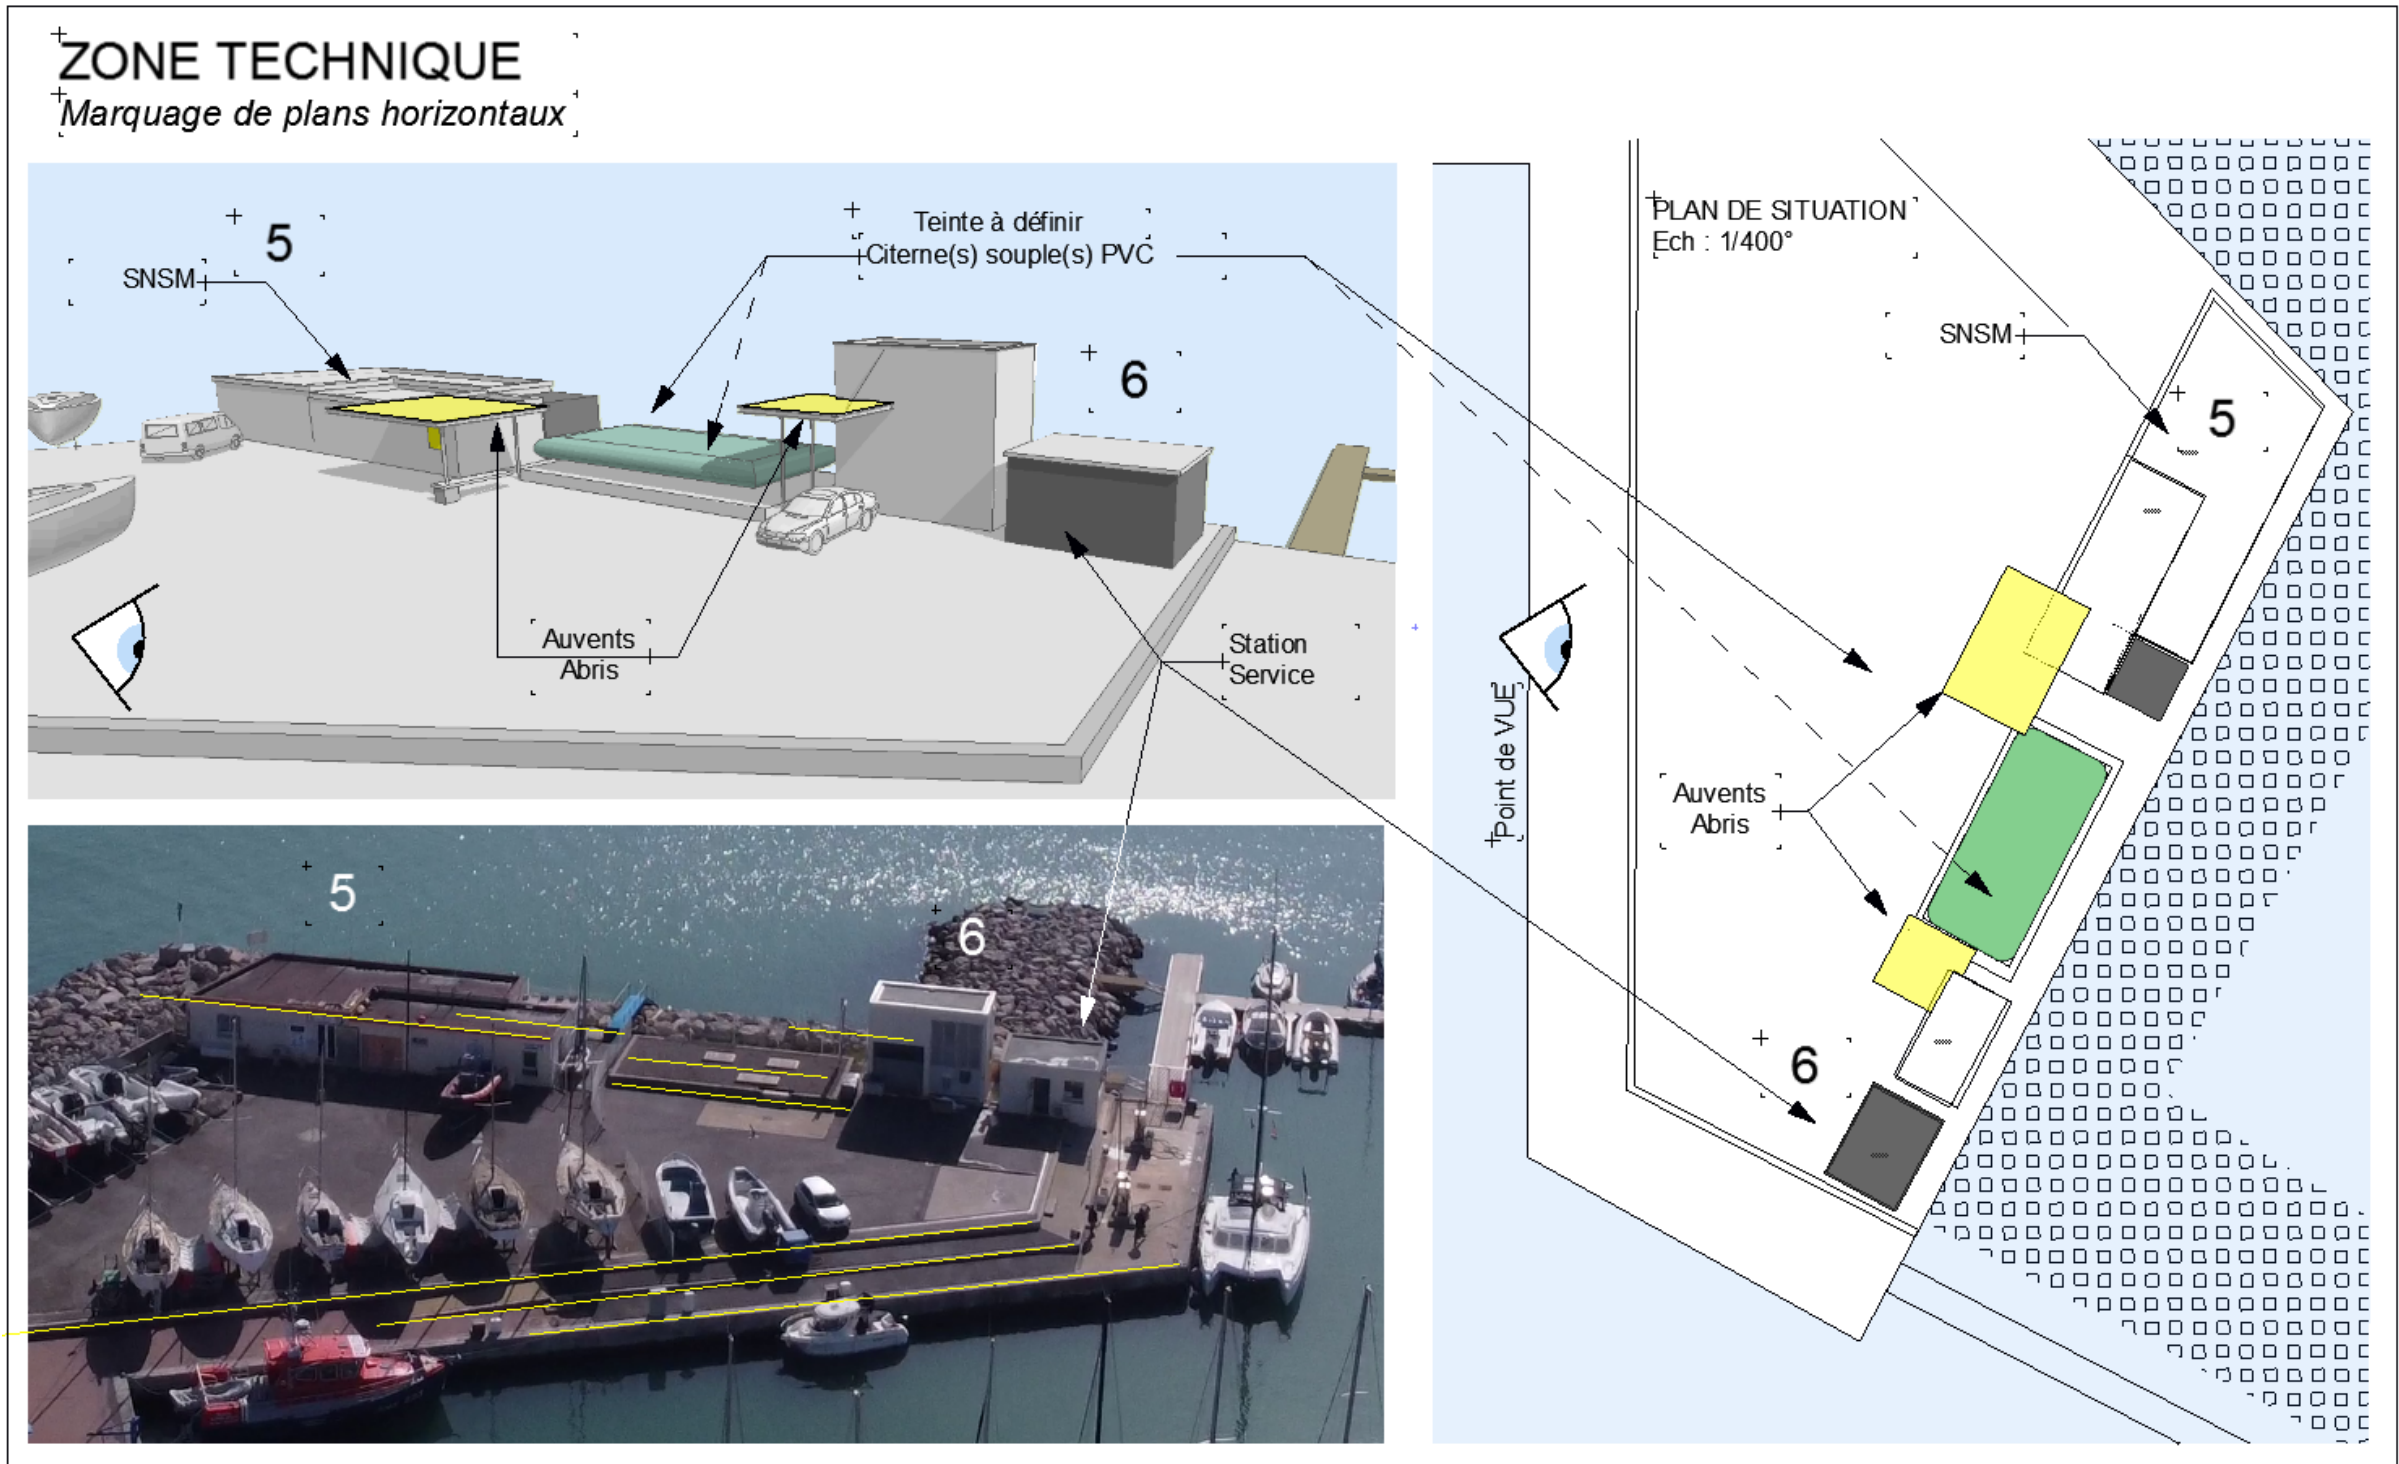 ZONE TECHNIQUE
Marquage de plans horizontaux
5
SNSM
Teinte à définir
Citerne(s) souple(s) PVC
6
Auvents
Abris
Station
Service
5
6
PLAN DE SITUATION
Ech : 1/400°
SNSM
5
Point de VUE
Auvents
Abris
6